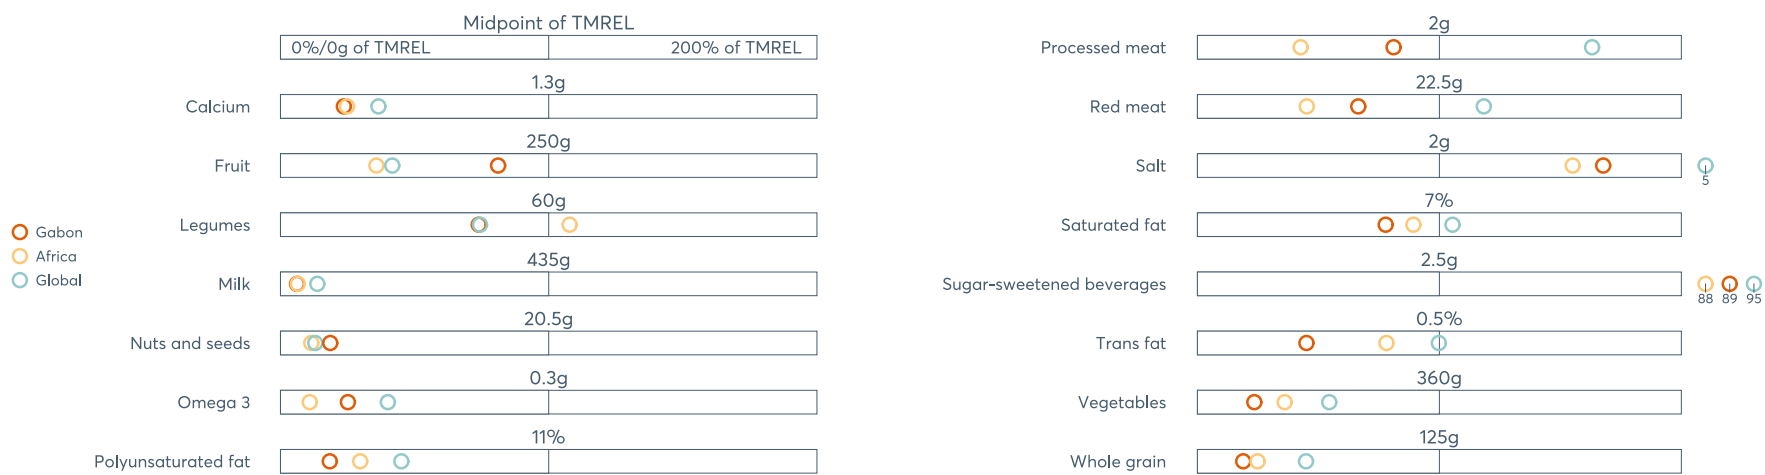 Midpoint of TMREL
0%/0g of TMREL 200% of TMREL
1.3g
Calcium
250g
Fruit
60g
Legumes
435g
Milk
20.5g
Nuts and seeds
0.3g
Omega 3
11%
Polyunsaturated fat
Gabon
Africa
Global
2g
Processed meat
22.5g
Red meat
2g
Salt
5
7%
Saturated fat
2.5g
Sugar-sweetened beverages
88 89 95
0.5%
Trans fat
360g
Vegetables
125g
Whole grain